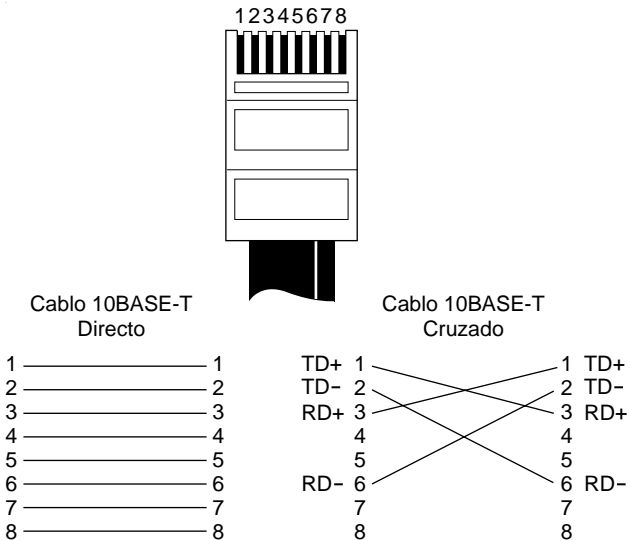 12345678
Cablo 10BASE-T
Directo
1 1
2 2
3 3
4 4
5 5
6 6
7 7
8 8
Cablo 10BASE-T
Cruzado
TD+ 1 1 TD+
TD- 2 2 TD-
RD+ 3 3 RD+
4 4
5 5
RD- 6 6 RD-
7 7
8 8